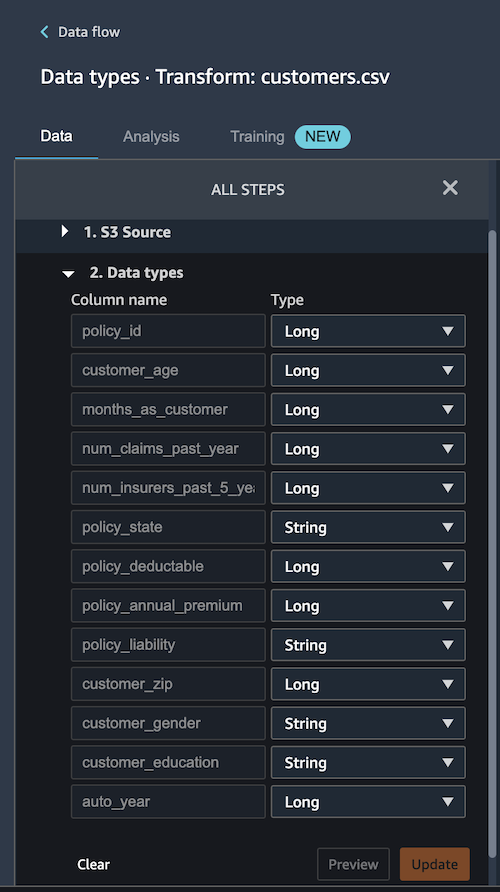 Data flow
Data types · Transform: customers.csv
Data Analysis Training NEW
ALL STEPS
1. S3 Source
2. Data types
Column name Type
policy_id Long
customer_age Long
months_as_customer Long
num_claims_past_year Long
num_insurers_past_5_yea Long
policy_state String
policy_deductable Long
policy_annual_premium Long
policy_liability String
customer_zip Long
customer_gender String
customer_education String
auto_year Long
Clear Preview Update